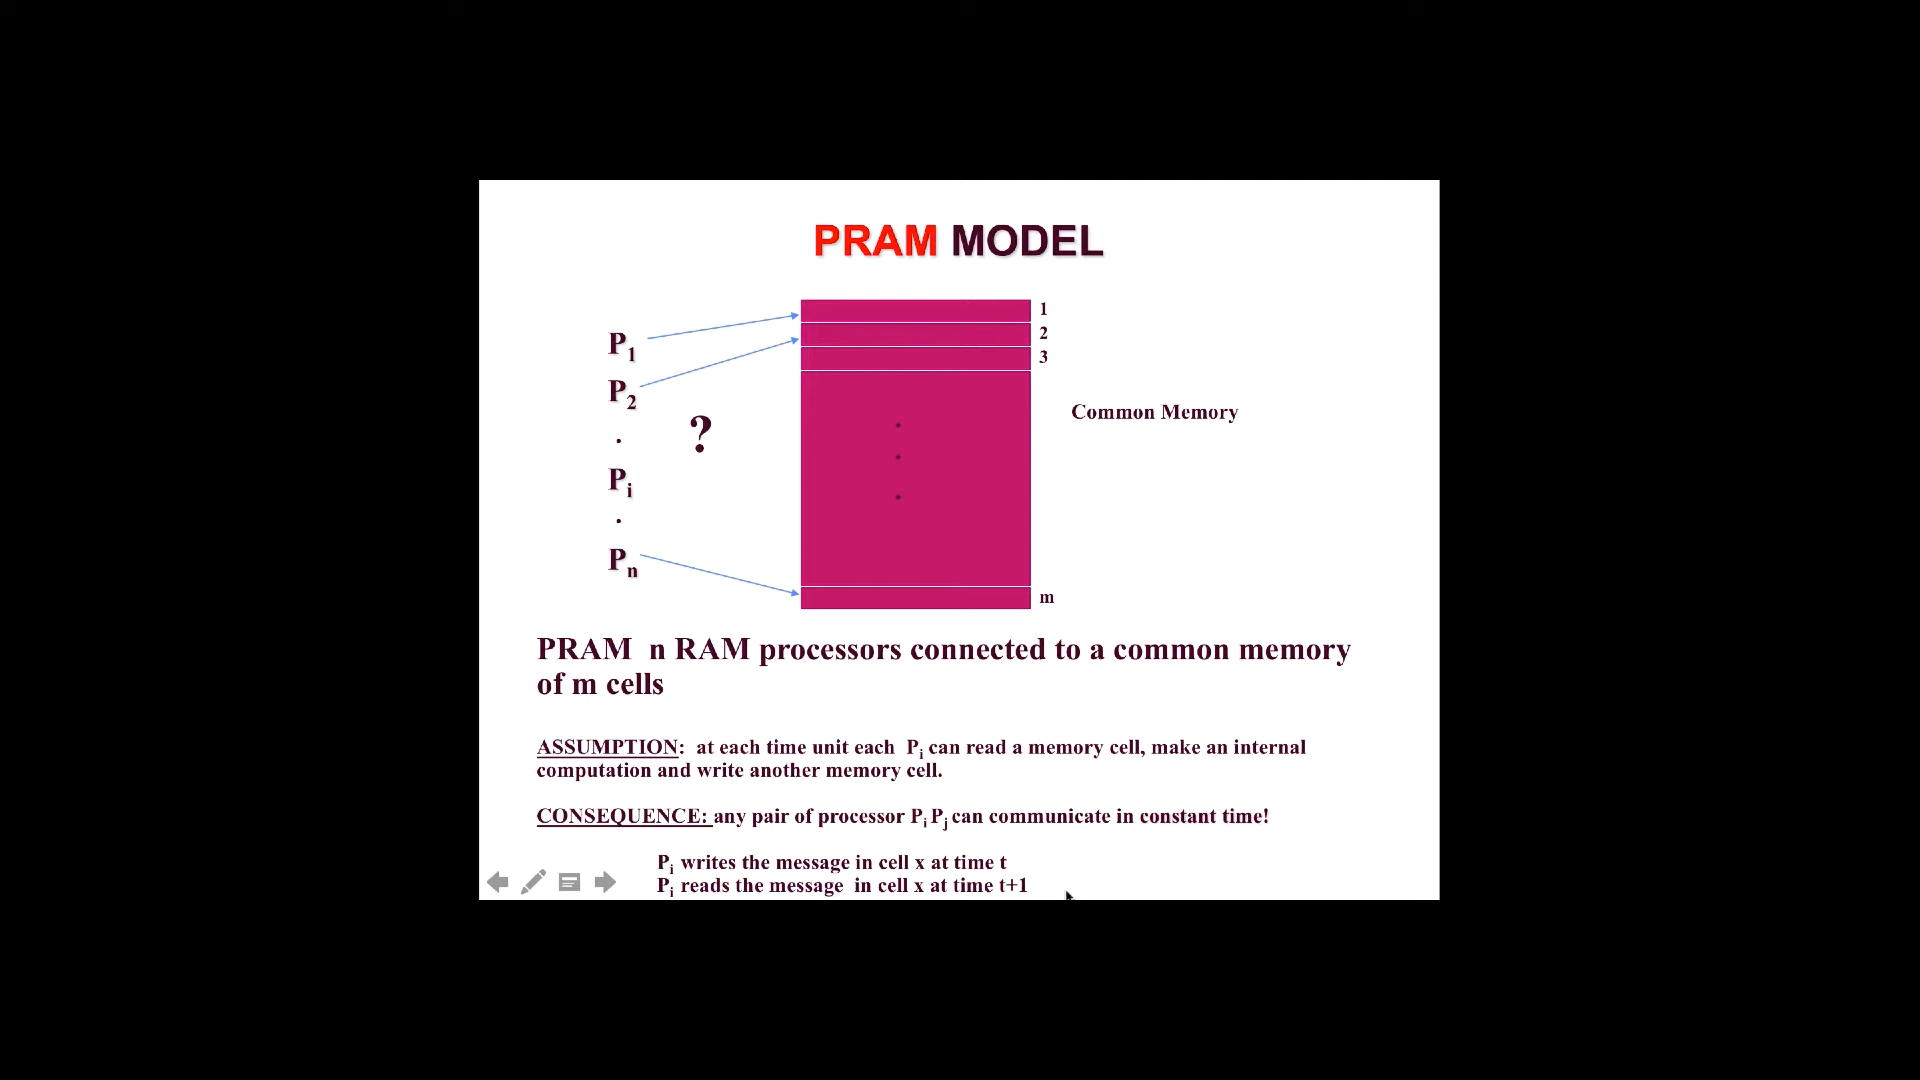 PRAM MODEL
1
2
3
P1
P2
.
Pi
.
Pn
?
.
.
.
m
Common Memory
PRAM n RAM processors connected to a common memory
of m cells
ASSUMPTION: at each time unit each Pi can read a memory cell, make an internal
computation and write another memory cell.
CONSEQUENCE: any pair of processor Pi Pj can communicate in constant time!
Pi writes the message in cell x at time t
Pi reads the message in cell x at time t+1